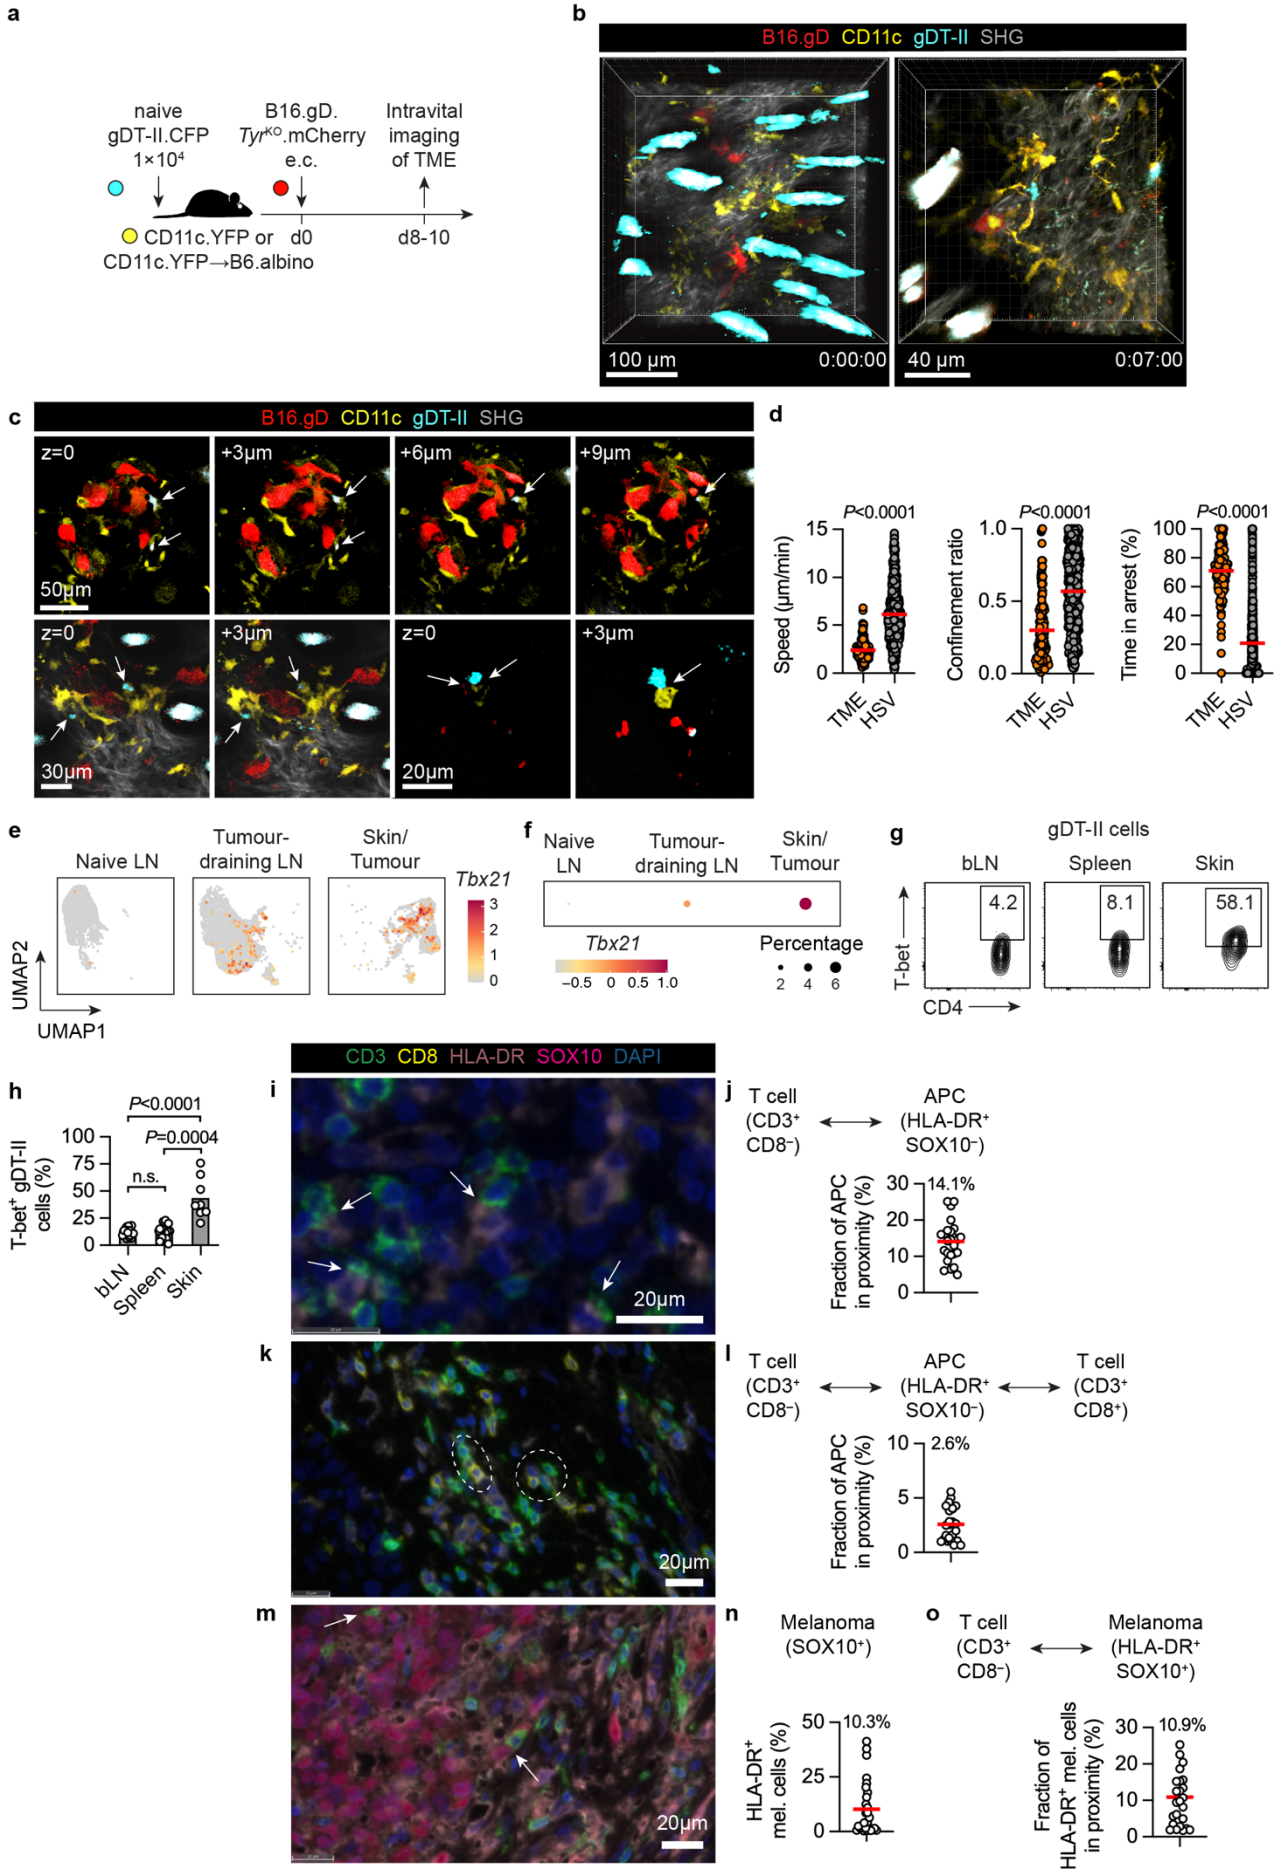 a
naive
gDT-II.CFP
1×10⁴
B16.gD.
Tyrᴷᴼ.mCherry
e.c.
Intravital
imaging
of TME
CD11c.YFP or
d0
d8-10
CD11c.YFP→B6.albino
b
B16.gD CD11c gDT-II SHG
100 µm
0:00:00
40 µm
0:07:00
c
B16.gD CD11c gDT-II SHG
z=0
+3µm
+6µm
+9µm
50µm
z=0
+3µm
z=0
+3µm
30µm
20µm
d
P<0.0001
Speed (µm/min)
15
10
5
0
TME
HSV
P<0.0001
Confinement ratio
1.0
0.5
0.0
TME
HSV
P<0.0001
Time in arrest (%)
100
80
60
40
20
0
TME
HSV
e
Naive LN
Tumour-
draining LN
Skin/
Tumour
Tbx21
3
2
1
0
UMAP2
UMAP1
f
Naive
LN
Tumour-
draining LN
Skin/
Tumour
Tbx21
−0.5 0 0.5 1.0
Percentage
2 4 6
g
gDT-II cells
bLN
Spleen
Skin
4.2
8.1
58.1
T-bet
CD4
h
P<0.0001
P=0.0004
n.s.
T-bet⁺ gDT-II
cells (%)
100
75
50
25
0
bLN
Spleen
Skin
CD3 CD8 HLA-DR SOX10 DAPI
i
20µm
j
T cell
(CD3⁺
CD8⁻)
APC
(HLA-DR⁺
SOX10⁻)
14.1%
Fraction of APC
in proximity (%)
30
20
10
0
k
20µm
l
T cell
(CD3⁺
CD8⁻)
APC
(HLA-DR⁺
SOX10⁻)
T cell
(CD3⁺
CD8⁺)
2.6%
Fraction of APC
in proximity (%)
10
5
0
m
20µm
n
Melanoma
(SOX10⁺)
10.3%
HLA-DR⁺
mel. cells (%)
50
25
0
o
T cell
(CD3⁺
CD8⁻)
Melanoma
(HLA-DR⁺
SOX10⁺)
10.9%
Fraction of
HLA-DR⁺ mel. cells
in proximity (%)
30
20
10
0